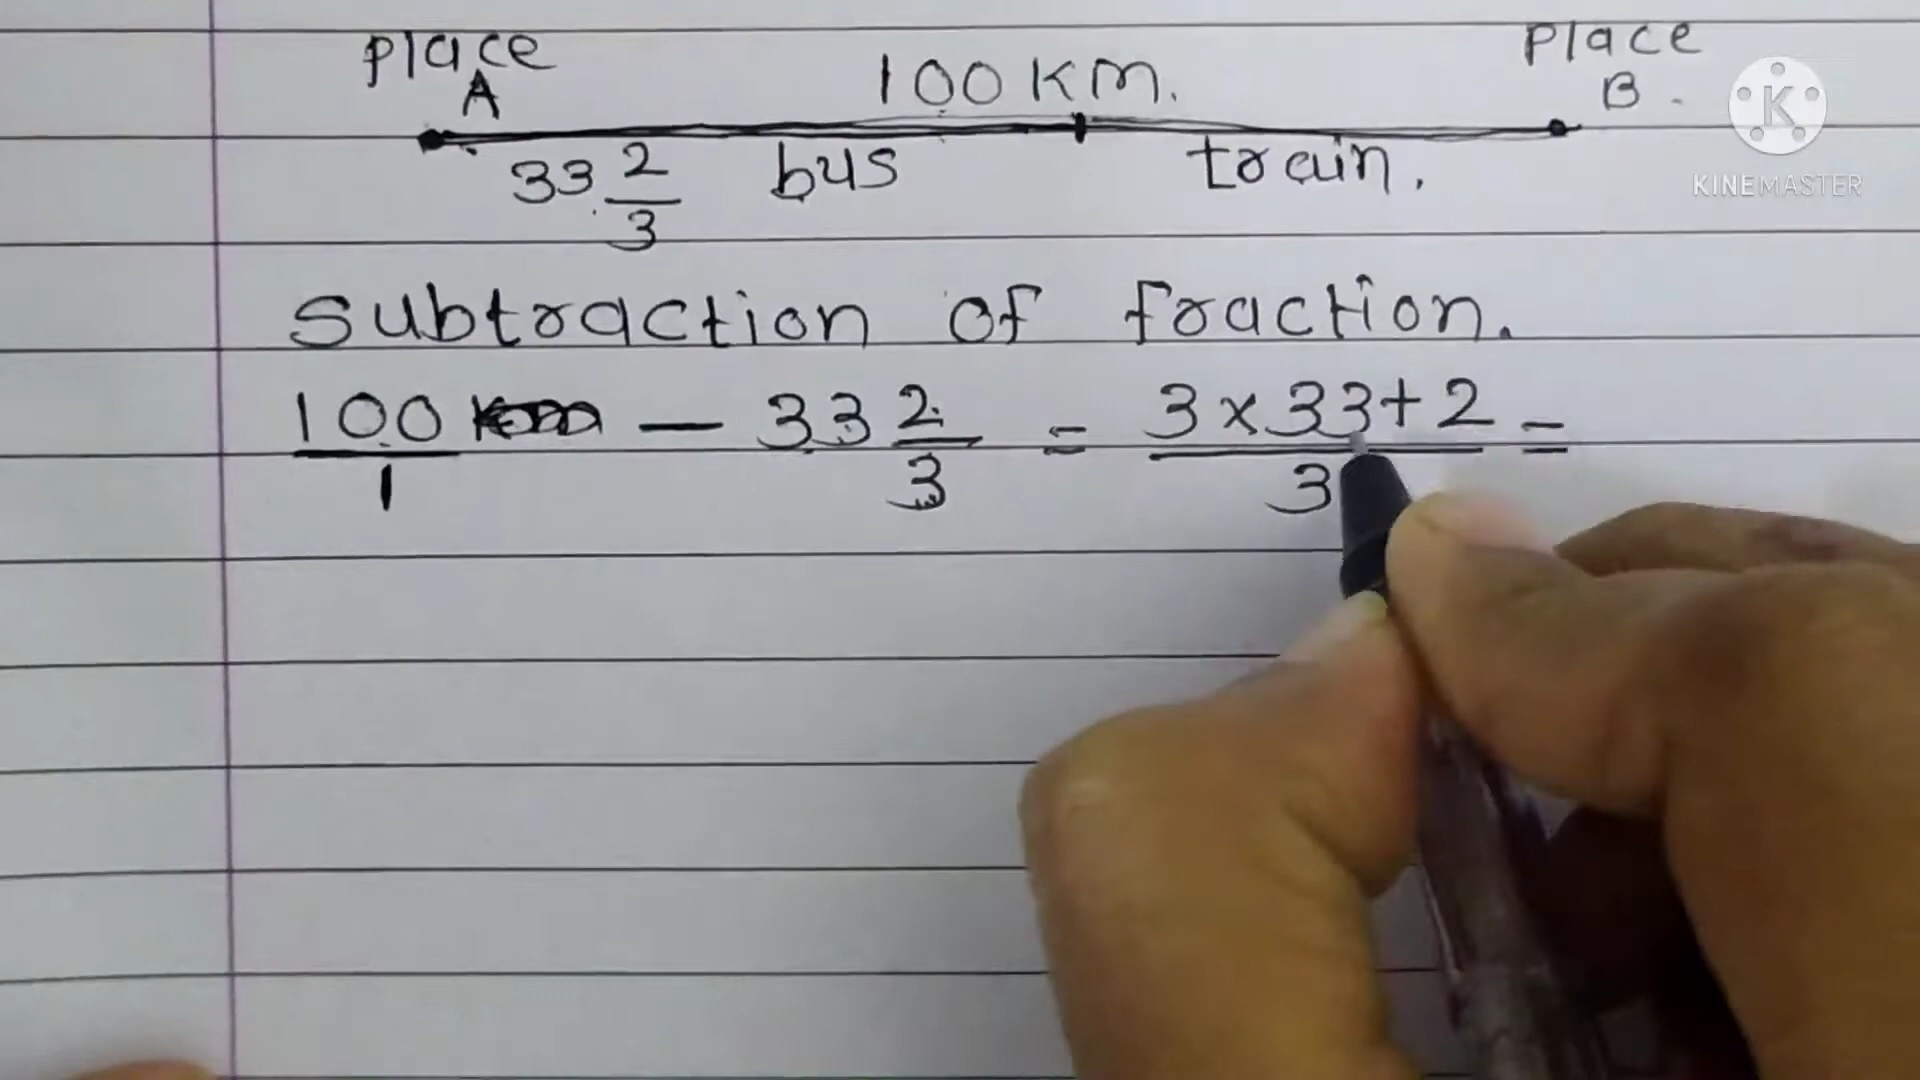 Place A
100 KM.
Place B.
33 2/3 bus train.
Subtraction of fraction.
100/1 - 33 2/3 = 3 x 33 + 2 / 3 =
K
KINEMASTER